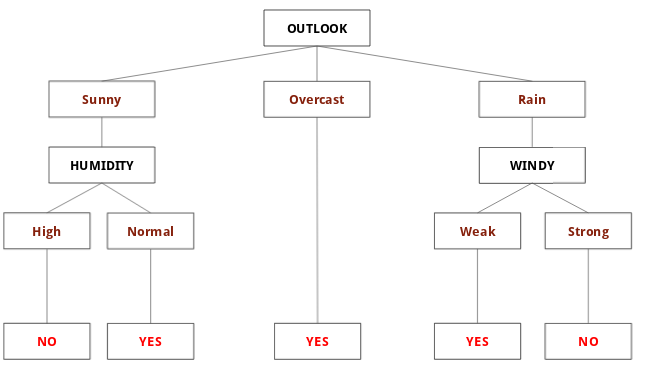 OUTLOOK
Sunny
Overcast
Rain
HUMIDITY
WINDY
High
Normal
Weak
Strong
NO
YES
YES
YES
NO